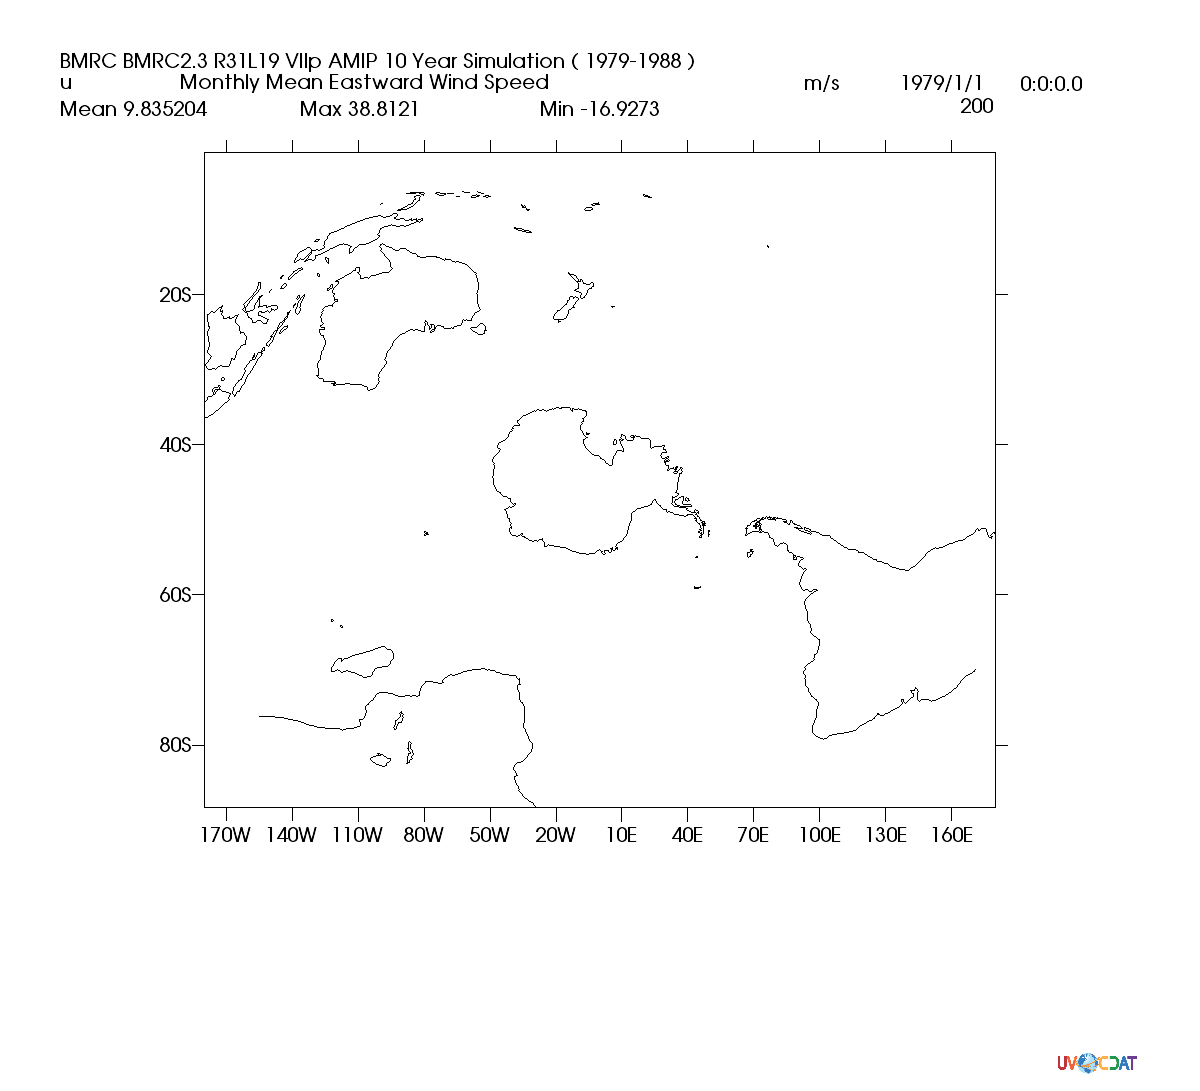 BMRC BMRC2.3 R31L19 VIIp AMIP 10 Year Simulation ( 1979-1988 )
u Monthly Mean Eastward Wind Speed m/s 1979/1/1 0:0:0.0
Mean 9.835204 Max 38.8121 Min -16.9273 200
20S
40S
60S
80S
170W 140W 110W 80W 50W 20W 10E 40E 70E 100E 130E 160E
UV CDAT